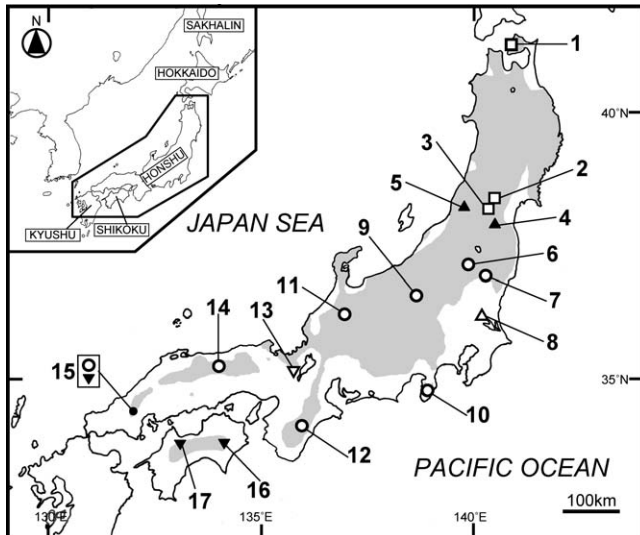 N
SAKHALIN
HOKKAIDO
HONSHU
KYUSHU
SHIKOKU
JAPAN SEA
PACIFIC OCEAN
1
40°N
3
2
5
4
9
6
11
7
14
13
8
15
35°N
10
12
16
17
100km
130°E
135°E
140°E